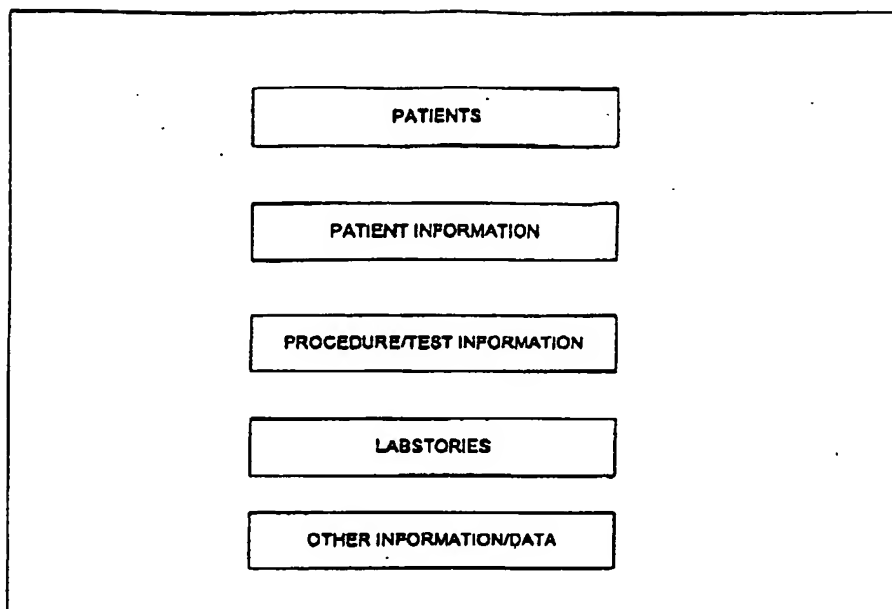 PATIENTS
PATIENT INFORMATION
PROCEDURE/TEST INFORMATION
LABSTORIES
OTHER INFORMATION/DATA